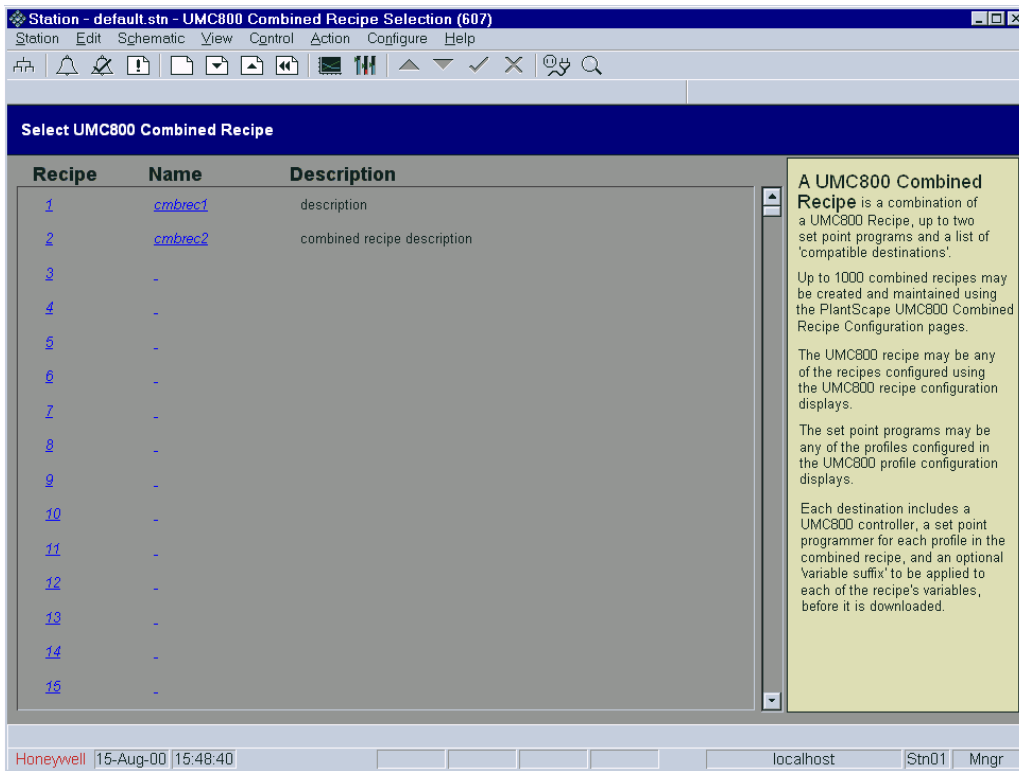 Station - default.stn - UMC800 Combined Recipe Selection (607)
Station Edit Schematic View Control Action Configure Help
Select UMC800 Combined Recipe
Recipe Name Description
1 cmbrec1 description
2 cmbrec2 combined recipe description
3 -
4 -
5 -
6 -
7 -
8 -
9 -
10 -
11 -
12 -
13 -
14 -
15 -
A UMC800 Combined
Recipe is a combination of
a UMC800 Recipe, up to two
set point programs and a list of
'compatible destinations'.
Up to 1000 combined recipes may
be created and maintained using
the PlantScape UMC800 Combined
Recipe Configuration pages.
The UMC800 recipe may be any
of the recipes configured using
the UMC800 recipe configuration
displays.
The set point programs may be
any of the profiles configured in
the UMC800 profile configuration
displays.
Each destination includes a
UMC800 controller, a set point
programmer for each profile in the
combined recipe, and an optional
'variable suffix' to be applied to
each of the recipe's variables,
before it is downloaded.
Honeywell 15-Aug-00 15:48:40 localhost Stn01 Mngr